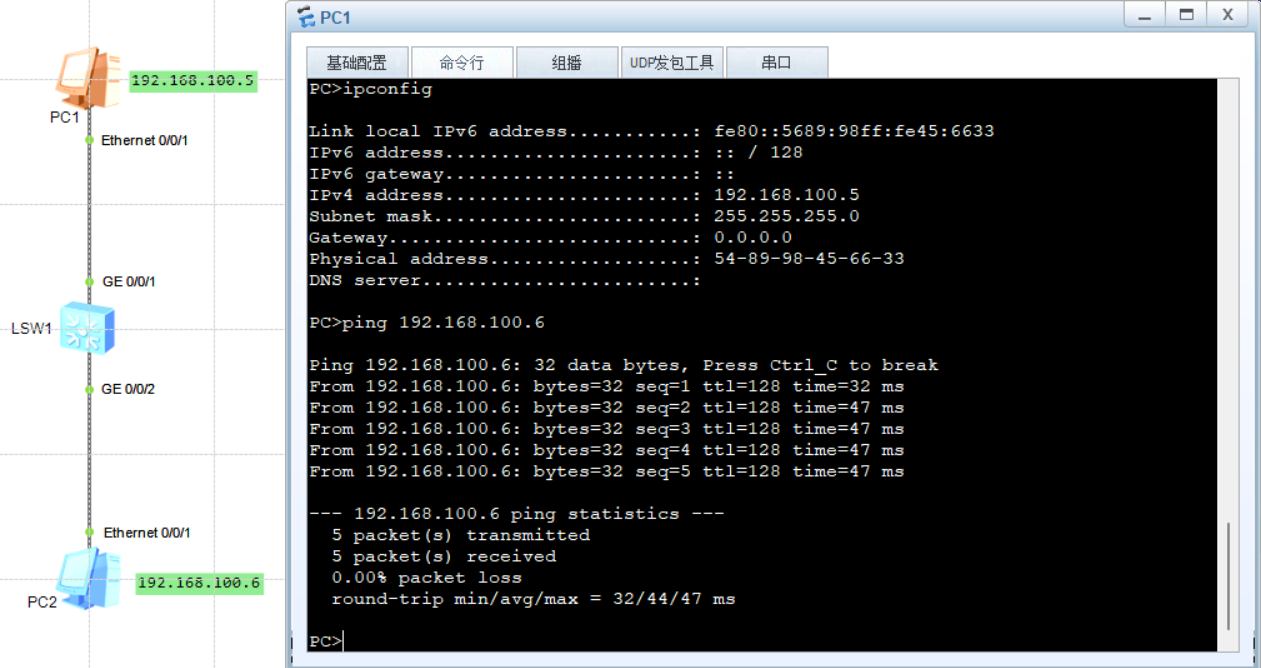 192.168.100.5
PC1
Ethernet 0/0/1
GE 0/0/1
LSW1
GE 0/0/2
Ethernet 0/0/1
192.168.100.6
PC2
PC1
基础配置 命令行 组播 UDP发包工具 串口
PC>ipconfig
Link local IPv6 address...........: fe80::5689:98ff:fe45:6633
IPv6 address......................: :: / 128
IPv6 gateway......................: ::
IPv4 address......................: 192.168.100.5
Subnet mask.......................: 255.255.255.0
Gateway...........................: 0.0.0.0
Physical address..................: 54-89-98-45-66-33
DNS server........................:
PC>ping 192.168.100.6
Ping 192.168.100.6: 32 data bytes, Press Ctrl_C to break
From 192.168.100.6: bytes=32 seq=1 ttl=128 time=32 ms
From 192.168.100.6: bytes=32 seq=2 ttl=128 time=47 ms
From 192.168.100.6: bytes=32 seq=3 ttl=128 time=47 ms
From 192.168.100.6: bytes=32 seq=4 ttl=128 time=47 ms
From 192.168.100.6: bytes=32 seq=5 ttl=128 time=47 ms
--- 192.168.100.6 ping statistics ---
5 packet(s) transmitted
5 packet(s) received
0.00% packet loss
round-trip min/avg/max = 32/44/47 ms
PC>